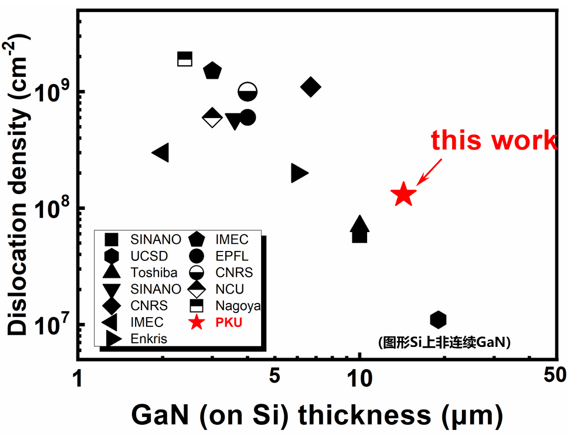 Dislocation density (cm⁻²)
10⁹
10⁸
10⁷
this work
SINANO
UCSD
Toshiba
SINANO
CNRS
IMEC
Enkris
IMEC
EPFL
CNRS
NCU
Nagoya
PKU
(图形Si上非连续GaN)
1
5
10
50
GaN (on Si) thickness (μm)